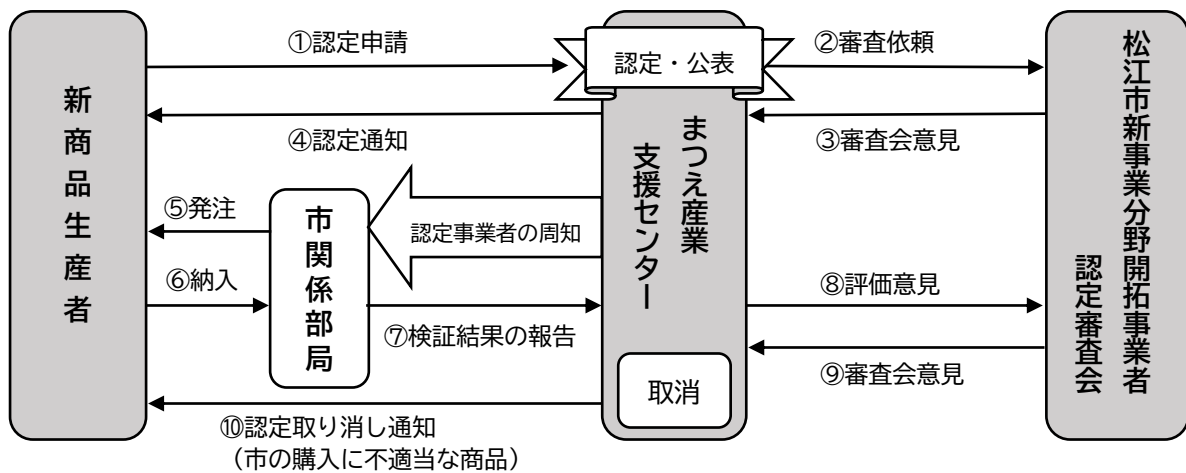 新商品生産者
①認定申請
認定・公表
②審査依頼
松江市新事業分野開拓事業者
認定審査会
まつえ産業
支援センター
④認定通知
③審査会意見
⑤発注
市関係部局
認定事業者の周知
⑥納入
⑦検証結果の報告
⑧評価意見
⑨審査会意見
取消
⑩認定取り消し通知
（市の購入に不適当な商品）